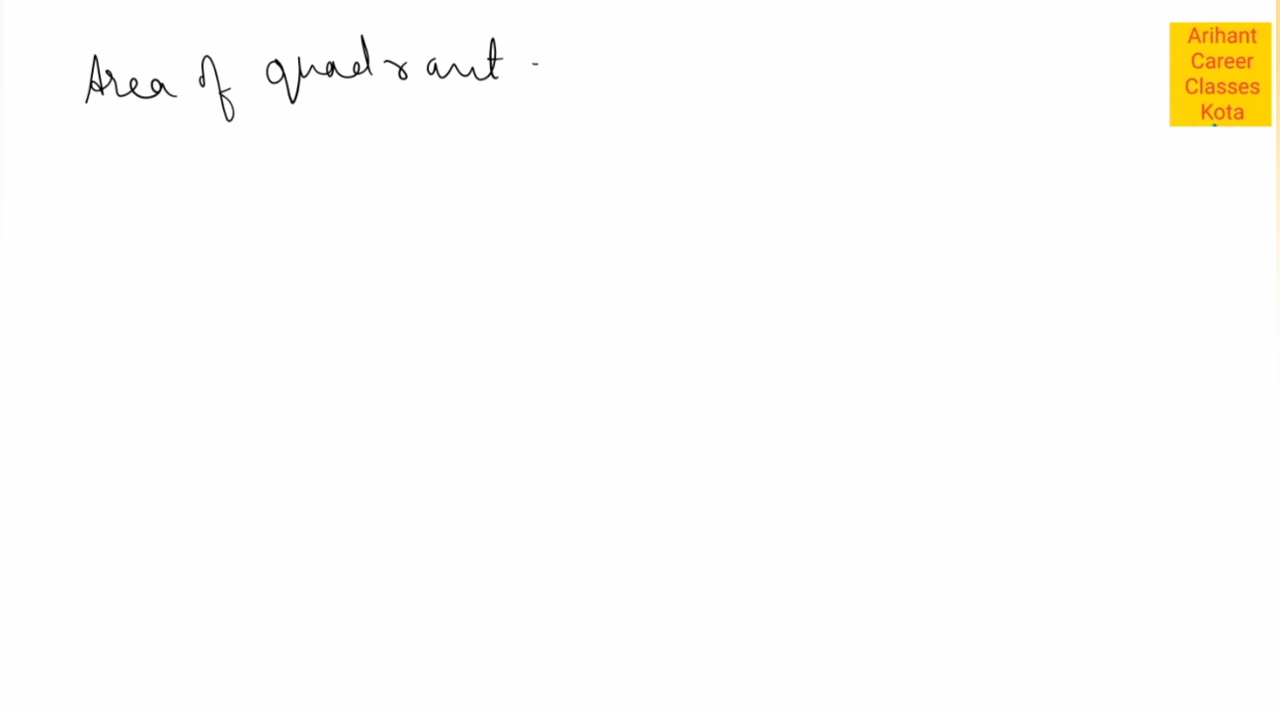 Area of quadrant -
Arihant
Career
Classes
Kota